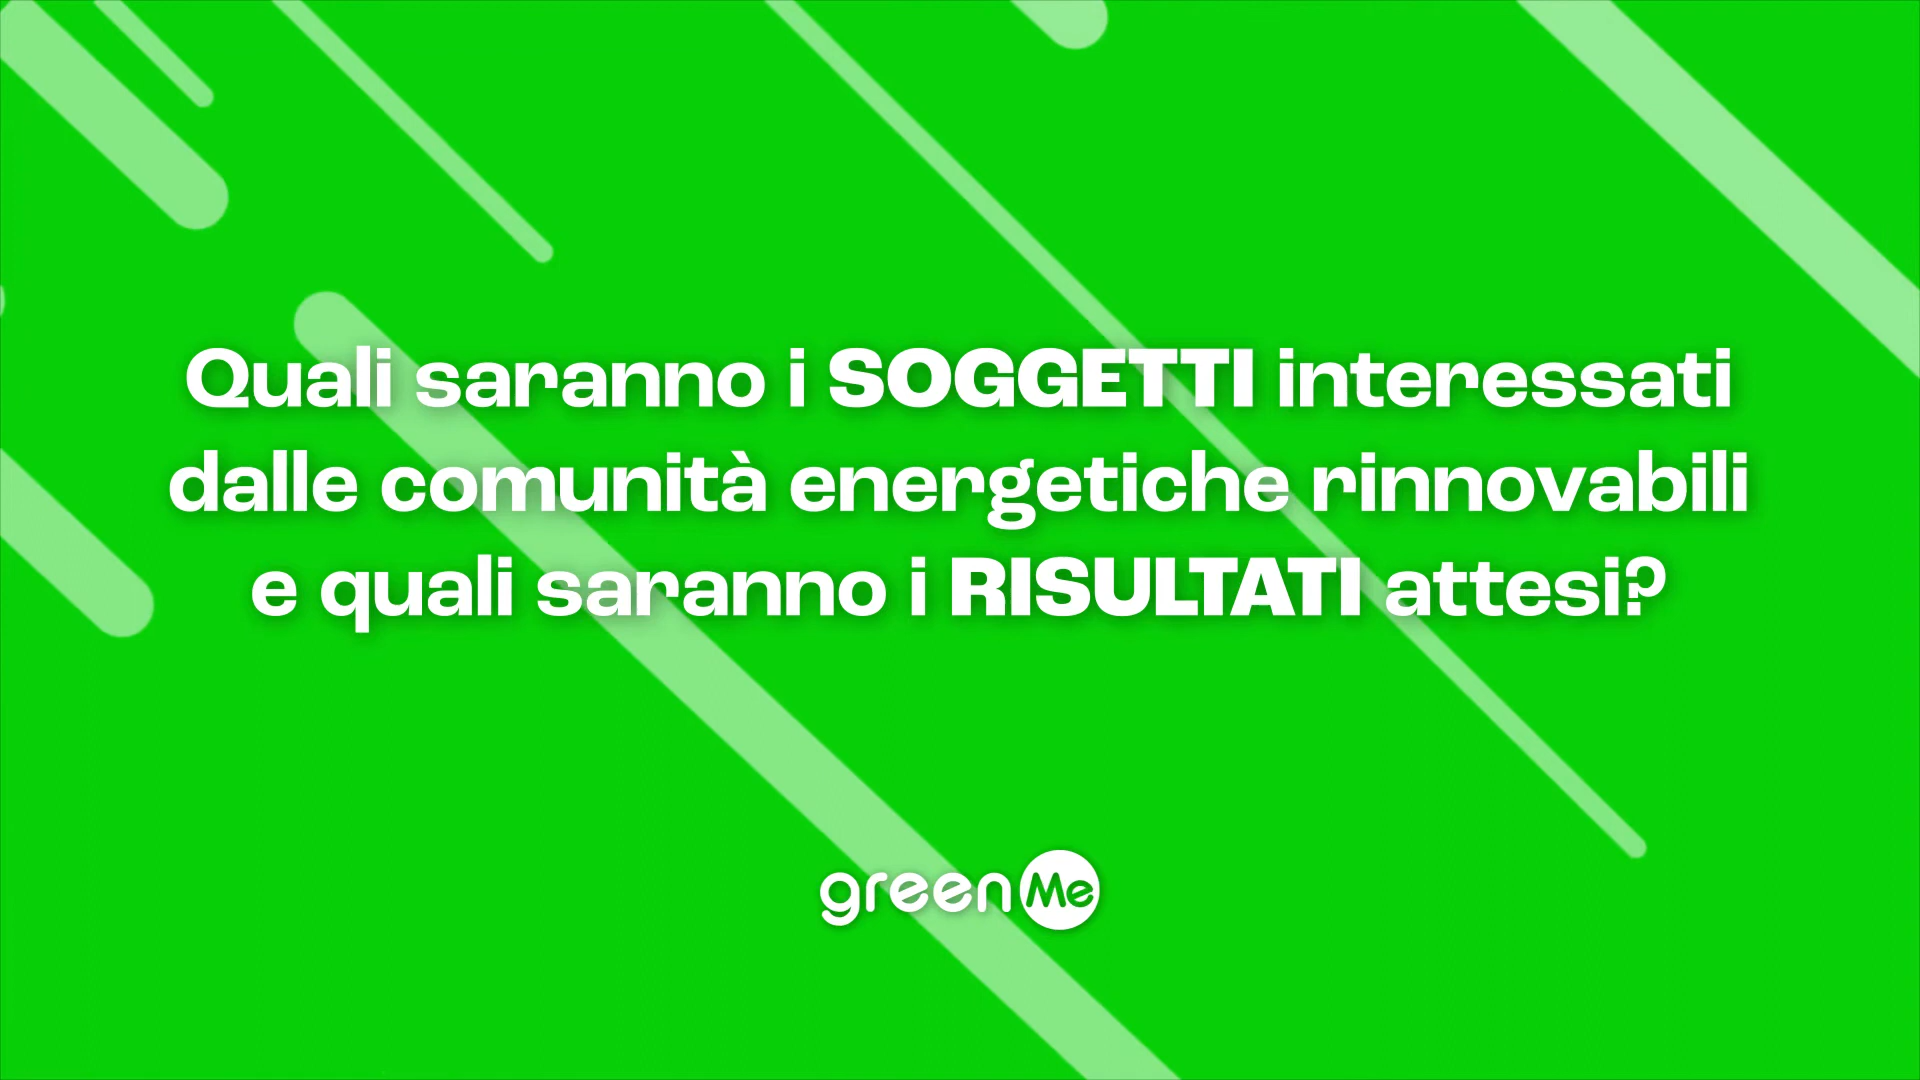 Quali saranno i SOGGETTI interessati
dalle comunità energetiche rinnovabili
e quali saranno i RISULTATI attesi?
greenMe